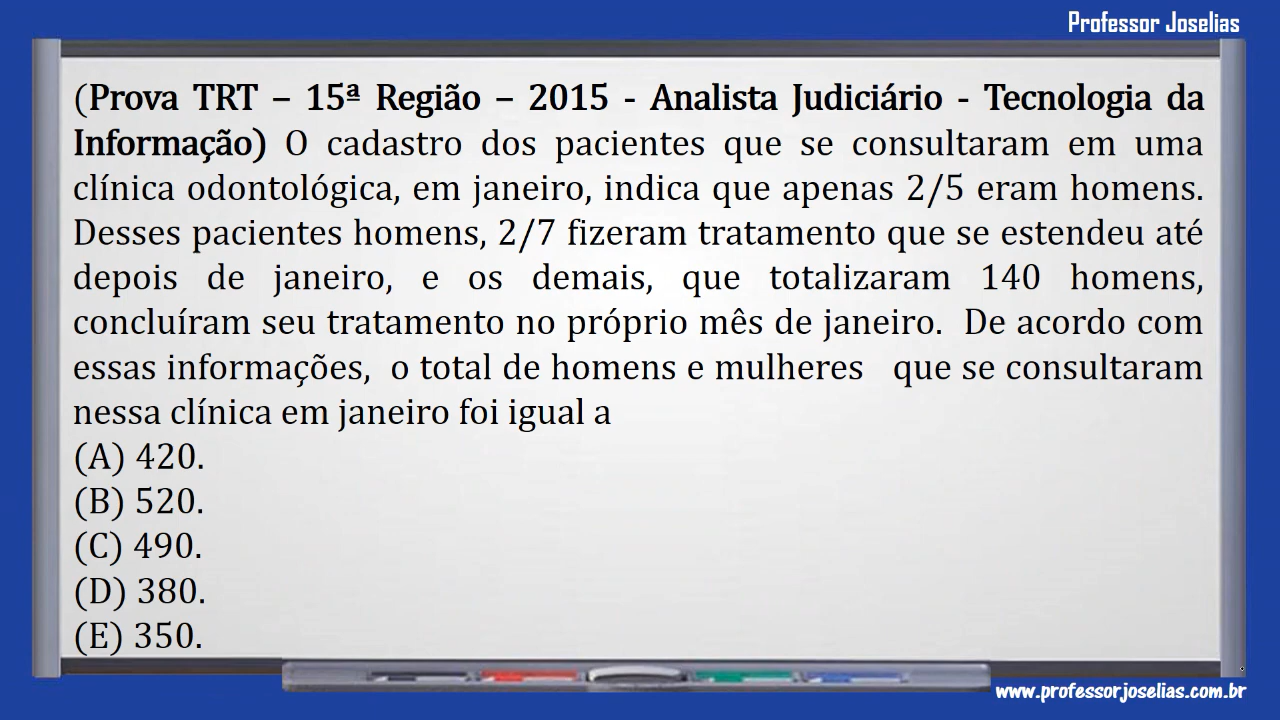 Professor Joselias
(Prova TRT – 15ª Região – 2015 - Analista Judiciário - Tecnologia da
Informação) O cadastro dos pacientes que se consultaram em uma
clínica odontológica, em janeiro, indica que apenas 2/5 eram homens.
Desses pacientes homens, 2/7 fizeram tratamento que se estendeu até
depois de janeiro, e os demais, que totalizaram 140 homens,
concluíram seu tratamento no próprio mês de janeiro. De acordo com
essas informações, o total de homens e mulheres que se consultaram
nessa clínica em janeiro foi igual a
(A) 420.
(B) 520.
(C) 490.
(D) 380.
(E) 350.
www.professorjoselias.com.br